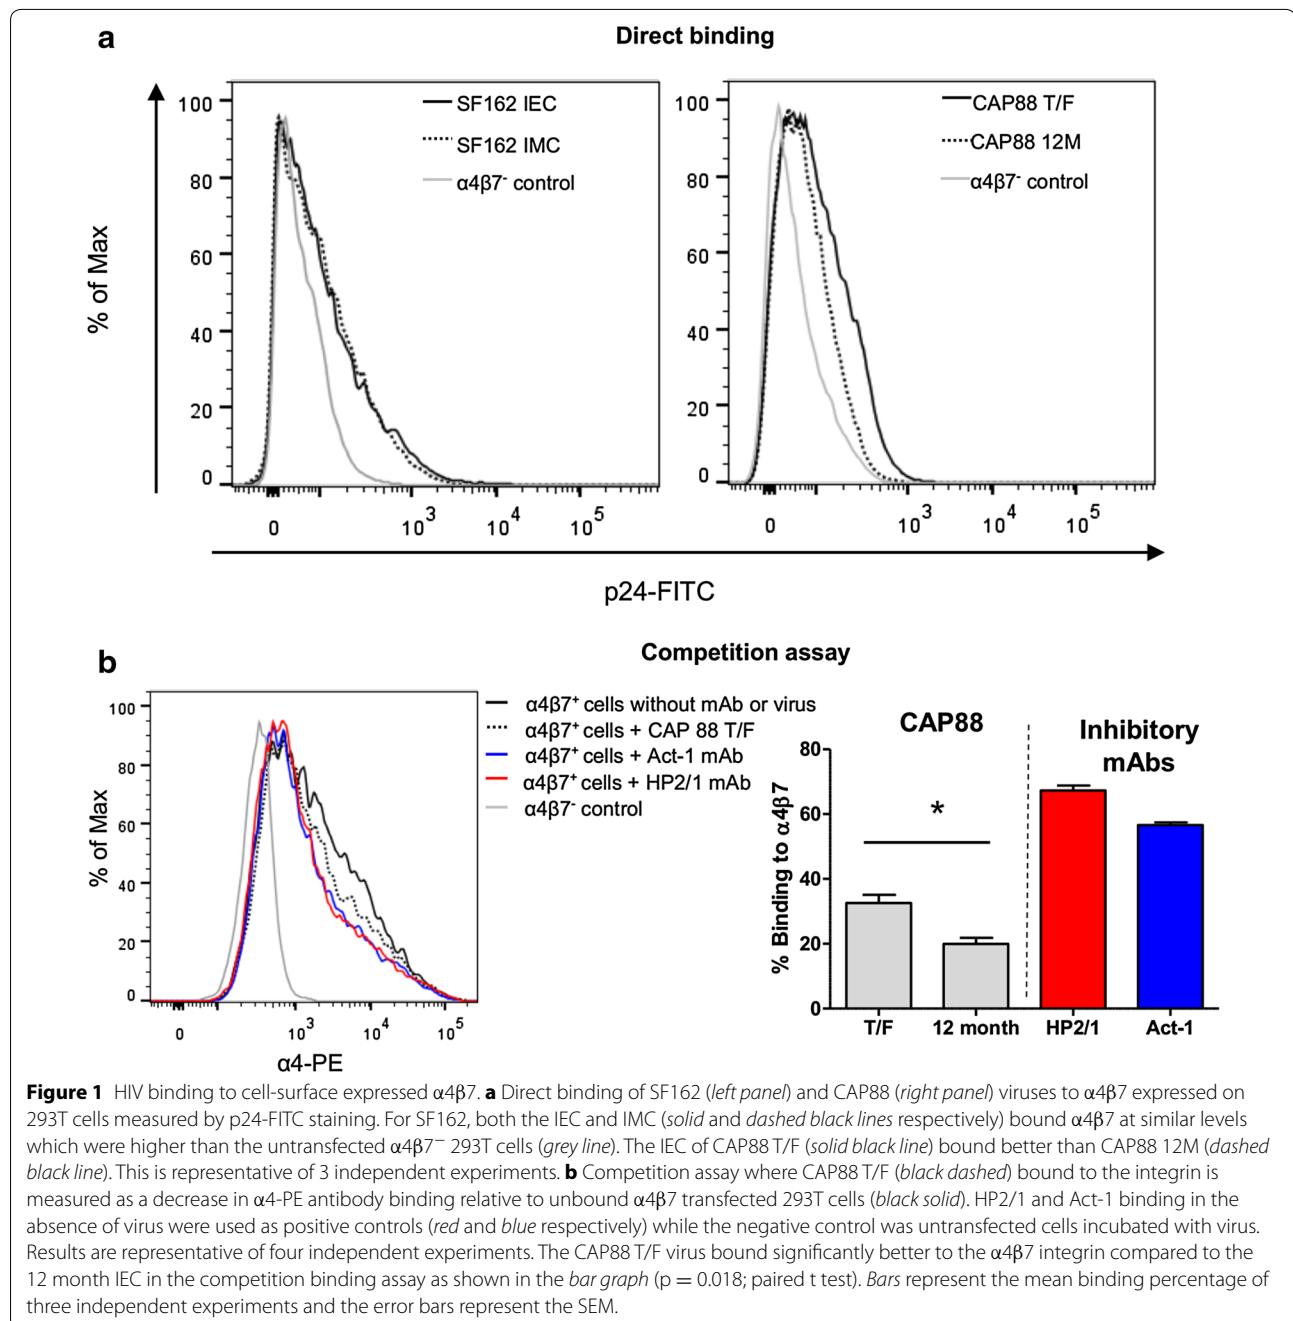 a
Direct binding
% of Max
100
80
60
40
20
0
SF162 IEC
SF162 IMC
α4β7⁻ control
0 10³ 10⁴ 10⁵
100
80
60
40
20
0
CAP88 T/F
CAP88 12M
α4β7⁻ control
0 10³ 10⁴ 10⁵
p24-FITC
b
Competition assay
% of Max
100
80
60
40
20
0
0 10³ 10⁴ 10⁵
α4-PE
α4β7⁺ cells without mAb or virus
α4β7⁺ cells + CAP 88 T/F
α4β7⁺ cells + Act-1 mAb
α4β7⁺ cells + HP2/1 mAb
α4β7⁻ control
% Binding to α4β7
80
60
40
20
0
CAP88
*
Inhibitory
mAbs
T/F 12 month HP2/1 Act-1
Figure 1 HIV binding to cell-surface expressed α4β7. a Direct binding of SF162 (left panel) and CAP88 (right panel) viruses to α4β7 expressed on
293T cells measured by p24-FITC staining. For SF162, both the IEC and IMC (solid and dashed black lines respectively) bound α4β7 at similar levels
which were higher than the untransfected α4β7⁻ 293T cells (grey line). The IEC of CAP88 T/F (solid black line) bound better than CAP88 12M (dashed
black line). This is representative of 3 independent experiments. b Competition assay where CAP88 T/F (black dashed) bound to the integrin is
measured as a decrease in α4-PE antibody binding relative to unbound α4β7 transfected 293T cells (black solid). HP2/1 and Act-1 binding in the
absence of virus were used as positive controls (red and blue respectively) while the negative control was untransfected cells incubated with virus.
Results are representative of four independent experiments. The CAP88 T/F virus bound significantly better to the α4β7 integrin compared to the
12 month IEC in the competition binding assay as shown in the bar graph (p = 0.018; paired t test). Bars represent the mean binding percentage of
three independent experiments and the error bars represent the SEM.